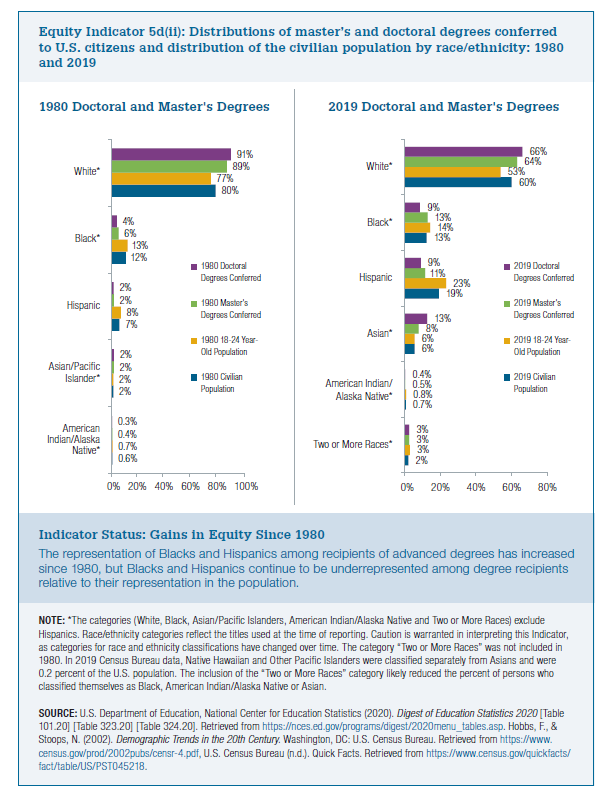 Equity Indicator 5d(ii): Distributions of master's and doctoral degrees conferred
to U.S. citizens and distribution of the civilian population by race/ethnicity: 1980
and 2019
1980 Doctoral and Master's Degrees
White*
91%
89%
77%
80%
Black*
4%
6%
13%
12%
Hispanic
2%
2%
8%
7%
Asian/Pacific
Islander*
2%
2%
2%
2%
American
Indian/Alaska
Native*
0.3%
0.4%
0.7%
0.6%
0% 20% 40% 60% 80% 100%
1980 Doctoral
Degrees Conferred
1980 Master's
Degrees Conferred
1980 18-24 Year-
Old Population
1980 Civilian
Population
2019 Doctoral and Master's Degrees
White*
66%
64%
53%
60%
Black*
9%
13%
14%
13%
Hispanic
9%
11%
23%
19%
Asian*
13%
8%
6%
6%
American Indian/
Alaska Native*
0.4%
0.5%
0.8%
0.7%
Two or More Races*
3%
3%
3%
2%
0% 20% 40% 60% 80%
2019 Doctoral
Degrees Conferred
2019 Master's
Degrees Conferred
2019 18-24 Year-
Old Population
2019 Civilian
Population
Indicator Status: Gains in Equity Since 1980
The representation of Blacks and Hispanics among recipients of advanced degrees has increased
since 1980, but Blacks and Hispanics continue to be underrepresented among degree recipients
relative to their representation in the population.
NOTE: *The categories (White, Black, Asian/Pacific Islanders, American Indian/Alaska Native and Two or More Races) exclude
Hispanics. Race/ethnicity categories reflect the titles used at the time of reporting. Caution is warranted in interpreting this Indicator,
as categories for race and ethnicity classifications have changed over time. The category "Two or More Races" was not included in
1980. In 2019 Census Bureau data, Native Hawaiian and Other Pacific Islanders were classified separately from Asians and were
0.2 percent of the U.S. population. The inclusion of the "Two or More Races" category likely reduced the percent of persons who
classified themselves as Black, American Indian/Alaska Native or Asian.
SOURCE: U.S. Department of Education, National Center for Education Statistics (2020). Digest of Education Statistics 2020 [Table
101.20] [Table 323.20] [Table 324.20]. Retrieved from https://nces.ed.gov/programs/digest/2020menu_tables.asp. Hobbs, F., &
Stoops, N. (2002). Demographic Trends in the 20th Century. Washington, DC: U.S. Census Bureau. Retrieved from https://www.
census.gov/prod/2002pubs/censr-4.pdf, U.S. Census Bureau (n.d.). Quick Facts. Retrieved from https://www.census.gov/quickfacts/
fact/table/US/PST045218.